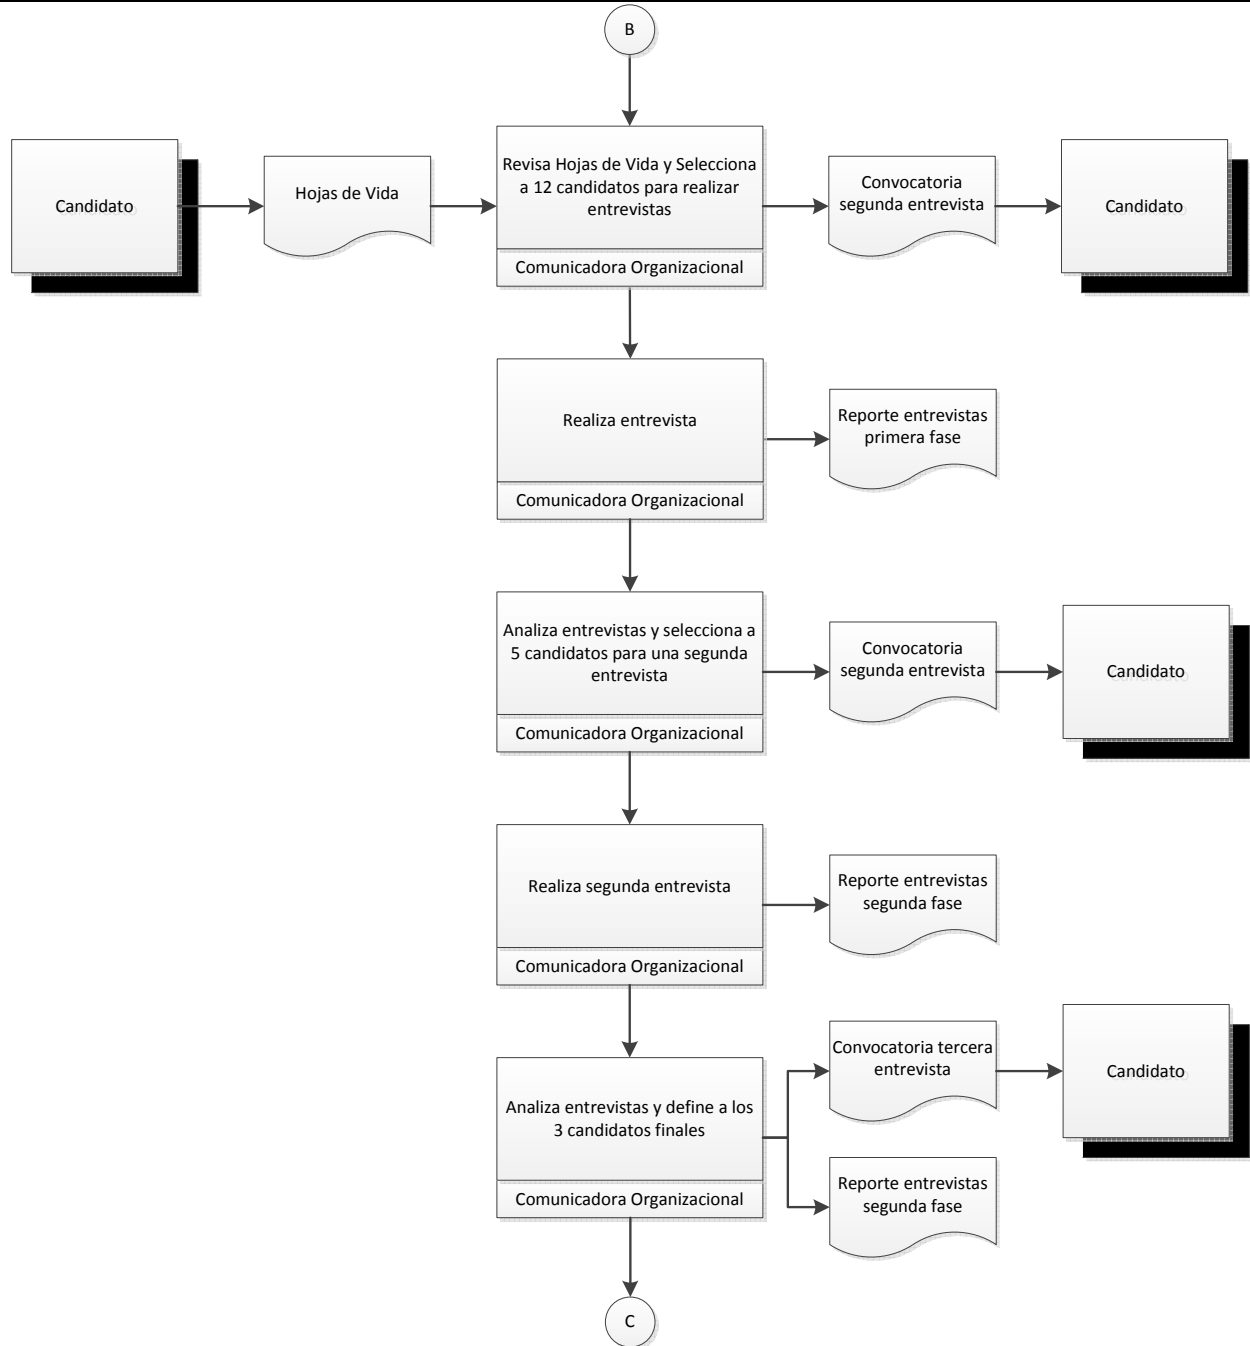 B
Candidato
Hojas de Vida
Revisa Hojas de Vida y Selecciona
a 12 candidatos para realizar
entrevistas
Comunicadora Organizacional
Convocatoria
segunda entrevista
Candidato
Realiza entrevista
Comunicadora Organizacional
Reporte entrevistas
primera fase
Analiza entrevistas y selecciona a
5 candidatos para una segunda
entrevista
Comunicadora Organizacional
Convocatoria
segunda entrevista
Candidato
Realiza segunda entrevista
Comunicadora Organizacional
Reporte entrevistas
segunda fase
Analiza entrevistas y define a los
3 candidatos finales
Comunicadora Organizacional
Convocatoria tercera
entrevista
Candidato
Reporte entrevistas
segunda fase
C